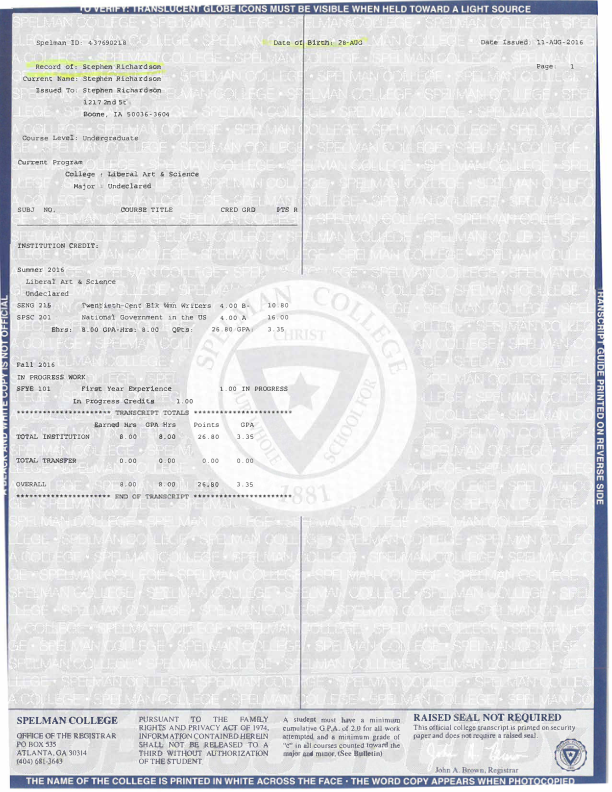 TO VERIFY: TRANSLUCENT GLOBE ICONS MUST BE VISIBLE WHEN HELD TOWARD A LIGHT SOURCE
Spelman ID: 437690218 Date of Birth: 28-AUG Date Issued: 11-AUG-2016
Record of: Stephen Richardson Page: 1
Current Name: Stephen Richardson
Issued To: Stephen Richardson
1217 2nd St
Boone, IA 50036-3604
Course Level: Undergraduate
Current Program
College : Liberal Art & Science
Major : Undeclared
SUBJ NO. COURSE TITLE CRED GRD PTS R
INSTITUTION CREDIT:
Summer 2016
Liberal Art & Science
Undeclared
SENG 215 Twentieth-Cent Blk Wmn Writers 4.00 B- 10.80
SPSC 201 National Government in the US 4.00 A 16.00
Ehrs: 8.00 GPA-Hrs: 8.00 QPts: 26.80 GPA: 3.35
Fall 2016
IN PROGRESS WORK
SFYE 101 First Year Experience 1.00 IN PROGRESS
In Progress Credits 1.00
********************** TRANSCRIPT TOTALS ***********************
Earned Hrs GPA Hrs Points GPA
TOTAL INSTITUTION 8.00 8.00 26.80 3.35
TOTAL TRANSFER 0.00 0.00 0.00 0.00
OVERALL 8.00 8.00 26.80 3.35
********************** END OF TRANSCRIPT ***********************
SPELMAN COLLEGE
CHRIST
1881
TRANSCRIPT GUIDE PRINTED ON REVERSE SIDE
A BLACK AND WHITE COPY IS NOT OFFICIAL
SPELMAN COLLEGE
OFFICE OF THE REGISTRAR
PO BOX 535
ATLANTA, GA 30314
(404) 681-3643
PURSUANT TO THE FAMILY
RIGHTS AND PRIVACY ACT OF 1974,
INFORMATION CONTAINED HEREIN
SHALL NOT BE RELEASED TO A
THIRD WITHOUT AUTHORIZATION
OF THE STUDENT
A student must have a minimum
cumulative G.P.A. of 2.0 for all work
attempted, and a minimum grade of
"c" in all courses counted toward the
major and minor. (See Bulletin)
RAISED SEAL NOT REQUIRED
This official college transcript is printed on security
paper and does not require a raised seal
John A. Brown, Registrar
THE NAME OF THE COLLEGE IS PRINTED IN WHITE ACROSS THE FACE • THE WORD COPY APPEARS WHEN PHOTOCOPIED